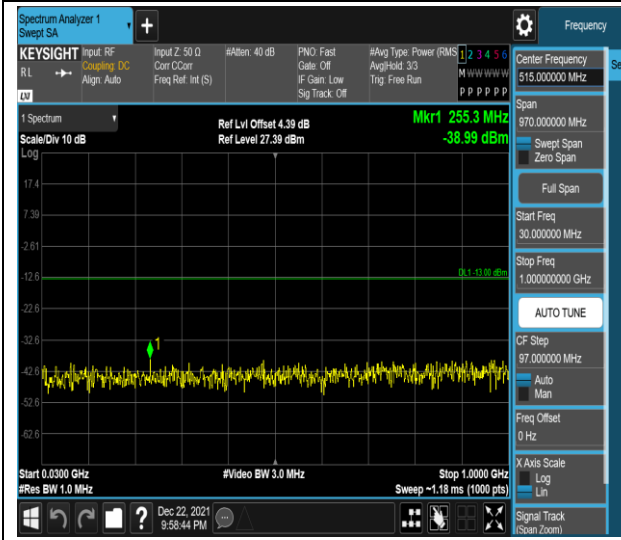 Spectrum Analyzer 1
Swept SA
+
Frequency
KEYSIGHT
RL
LXI
Input: RF
Coupling: DC
Align: Auto
Input Z: 50 Ω
Corr CCorr
Freq Ref: Int (S)
#Atten: 40 dB
PNO: Fast
Gate: Off
IF Gain: Low
Sig Track: Off
#Avg Type: Power (RMS
Avg|Hold: 3/3
Trig: Free Run
1 2 3 4 5 6
M W W W W W
P P P P P P
1 Spectrum
Scale/Div 10 dB
Log
Ref Lvl Offset 4.39 dB
Ref Level 27.39 dBm
Mkr1 255.3 MHz
-38.99 dBm
17.4
7.39
-2.61
-12.6
-22.6
-32.6
-42.6
-52.6
-62.6
DL1 -13.00 dBm
1
Start 0.0300 GHz
#Res BW 1.0 MHz
#Video BW 3.0 MHz
Stop 1.0000 GHz
Sweep ~1.18 ms (1000 pts)
Dec 22, 2021
9:58:44 PM
?
Center Frequency
515.000000 MHz
Se
Span
970.000000 MHz
Swept Span
Zero Span
Full Span
Start Freq
30.000000 MHz
Stop Freq
1.000000000 GHz
AUTO TUNE
CF Step
97.000000 MHz
Auto
Man
Freq Offset
0 Hz
X Axis Scale
Log
Lin
Signal Track
(Span Zoom)